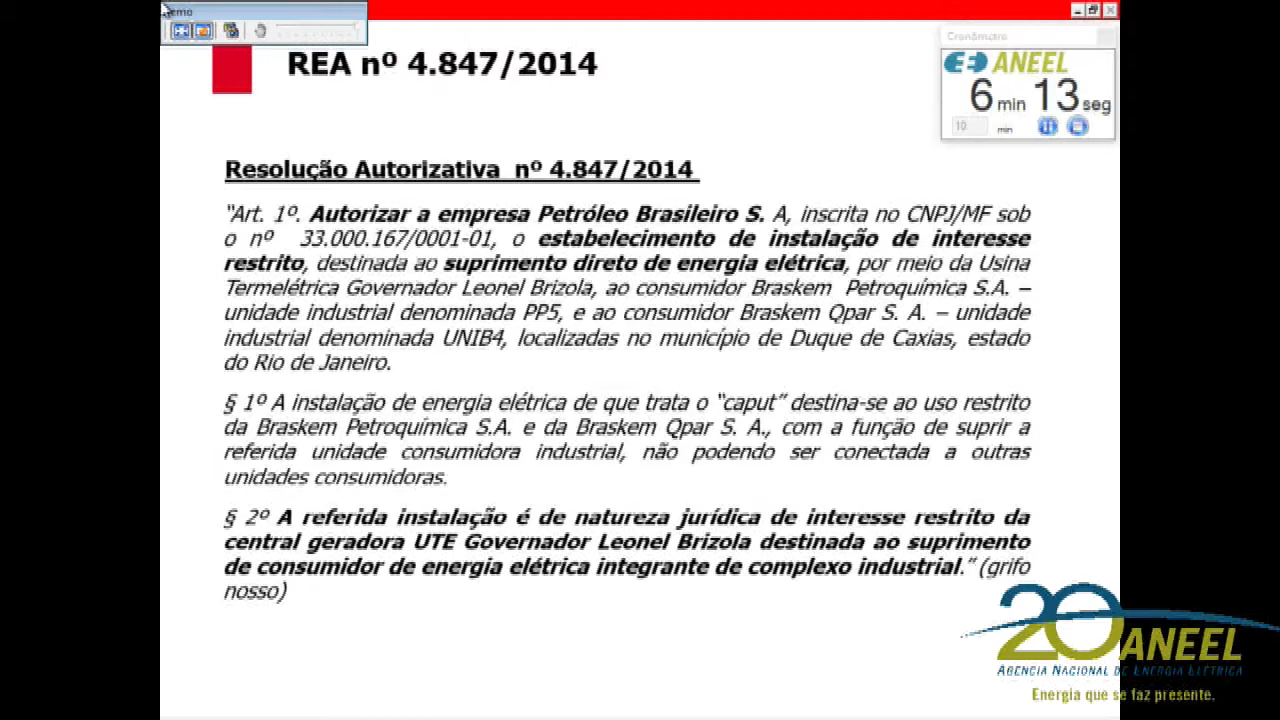 REA nº 4.847/2014
Cronômetro
ANEEL
6 min 13 seg
10 min
Resolução Autorizativa nº 4.847/2014
“Art. 1º. Autorizar a empresa Petróleo Brasileiro S. A, inscrita no CNPJ/MF sob
o nº 33.000.167/0001-01, o estabelecimento de instalação de interesse
restrito, destinada ao suprimento direto de energia elétrica, por meio da Usina
Termelétrica Governador Leonel Brizola, ao consumidor Braskem Petroquímica S.A. –
unidade industrial denominada PP5, e ao consumidor Braskem Qpar S. A. – unidade
industrial denominada UNIB4, localizadas no município de Duque de Caxias, estado
do Rio de Janeiro.
§ 1º A instalação de energia elétrica de que trata o “caput” destina-se ao uso restrito
da Braskem Petroquímica S.A. e da Braskem Qpar S. A., com a função de suprir a
referida unidade consumidora industrial, não podendo ser conectada a outras
unidades consumidoras.
§ 2º A referida instalação é de natureza jurídica de interesse restrito da
central geradora UTE Governador Leonel Brizola destinada ao suprimento
de consumidor de energia elétrica integrante de complexo industrial.” (grifo
nosso)
20 ANEEL
AGÊNCIA NACIONAL DE ENERGIA ELÉTRICA
Energia que se faz presente.